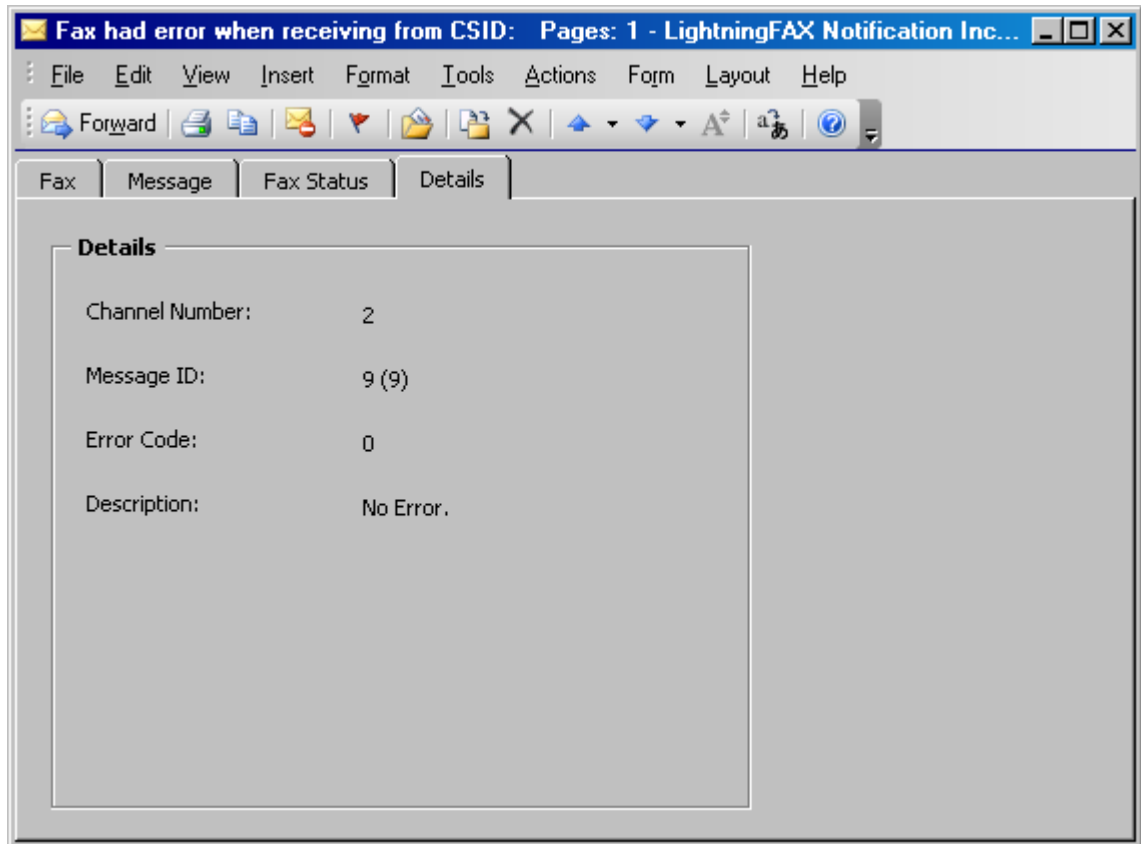 Fax had error when receiving from CSID: Pages: 1 - LightningFAX Notification Inc...
File Edit View Insert Format Tools Actions Form Layout Help
Forward
Fax Message Fax Status Details
Details
Channel Number: 2
Message ID: 9 (9)
Error Code: 0
Description: No Error.